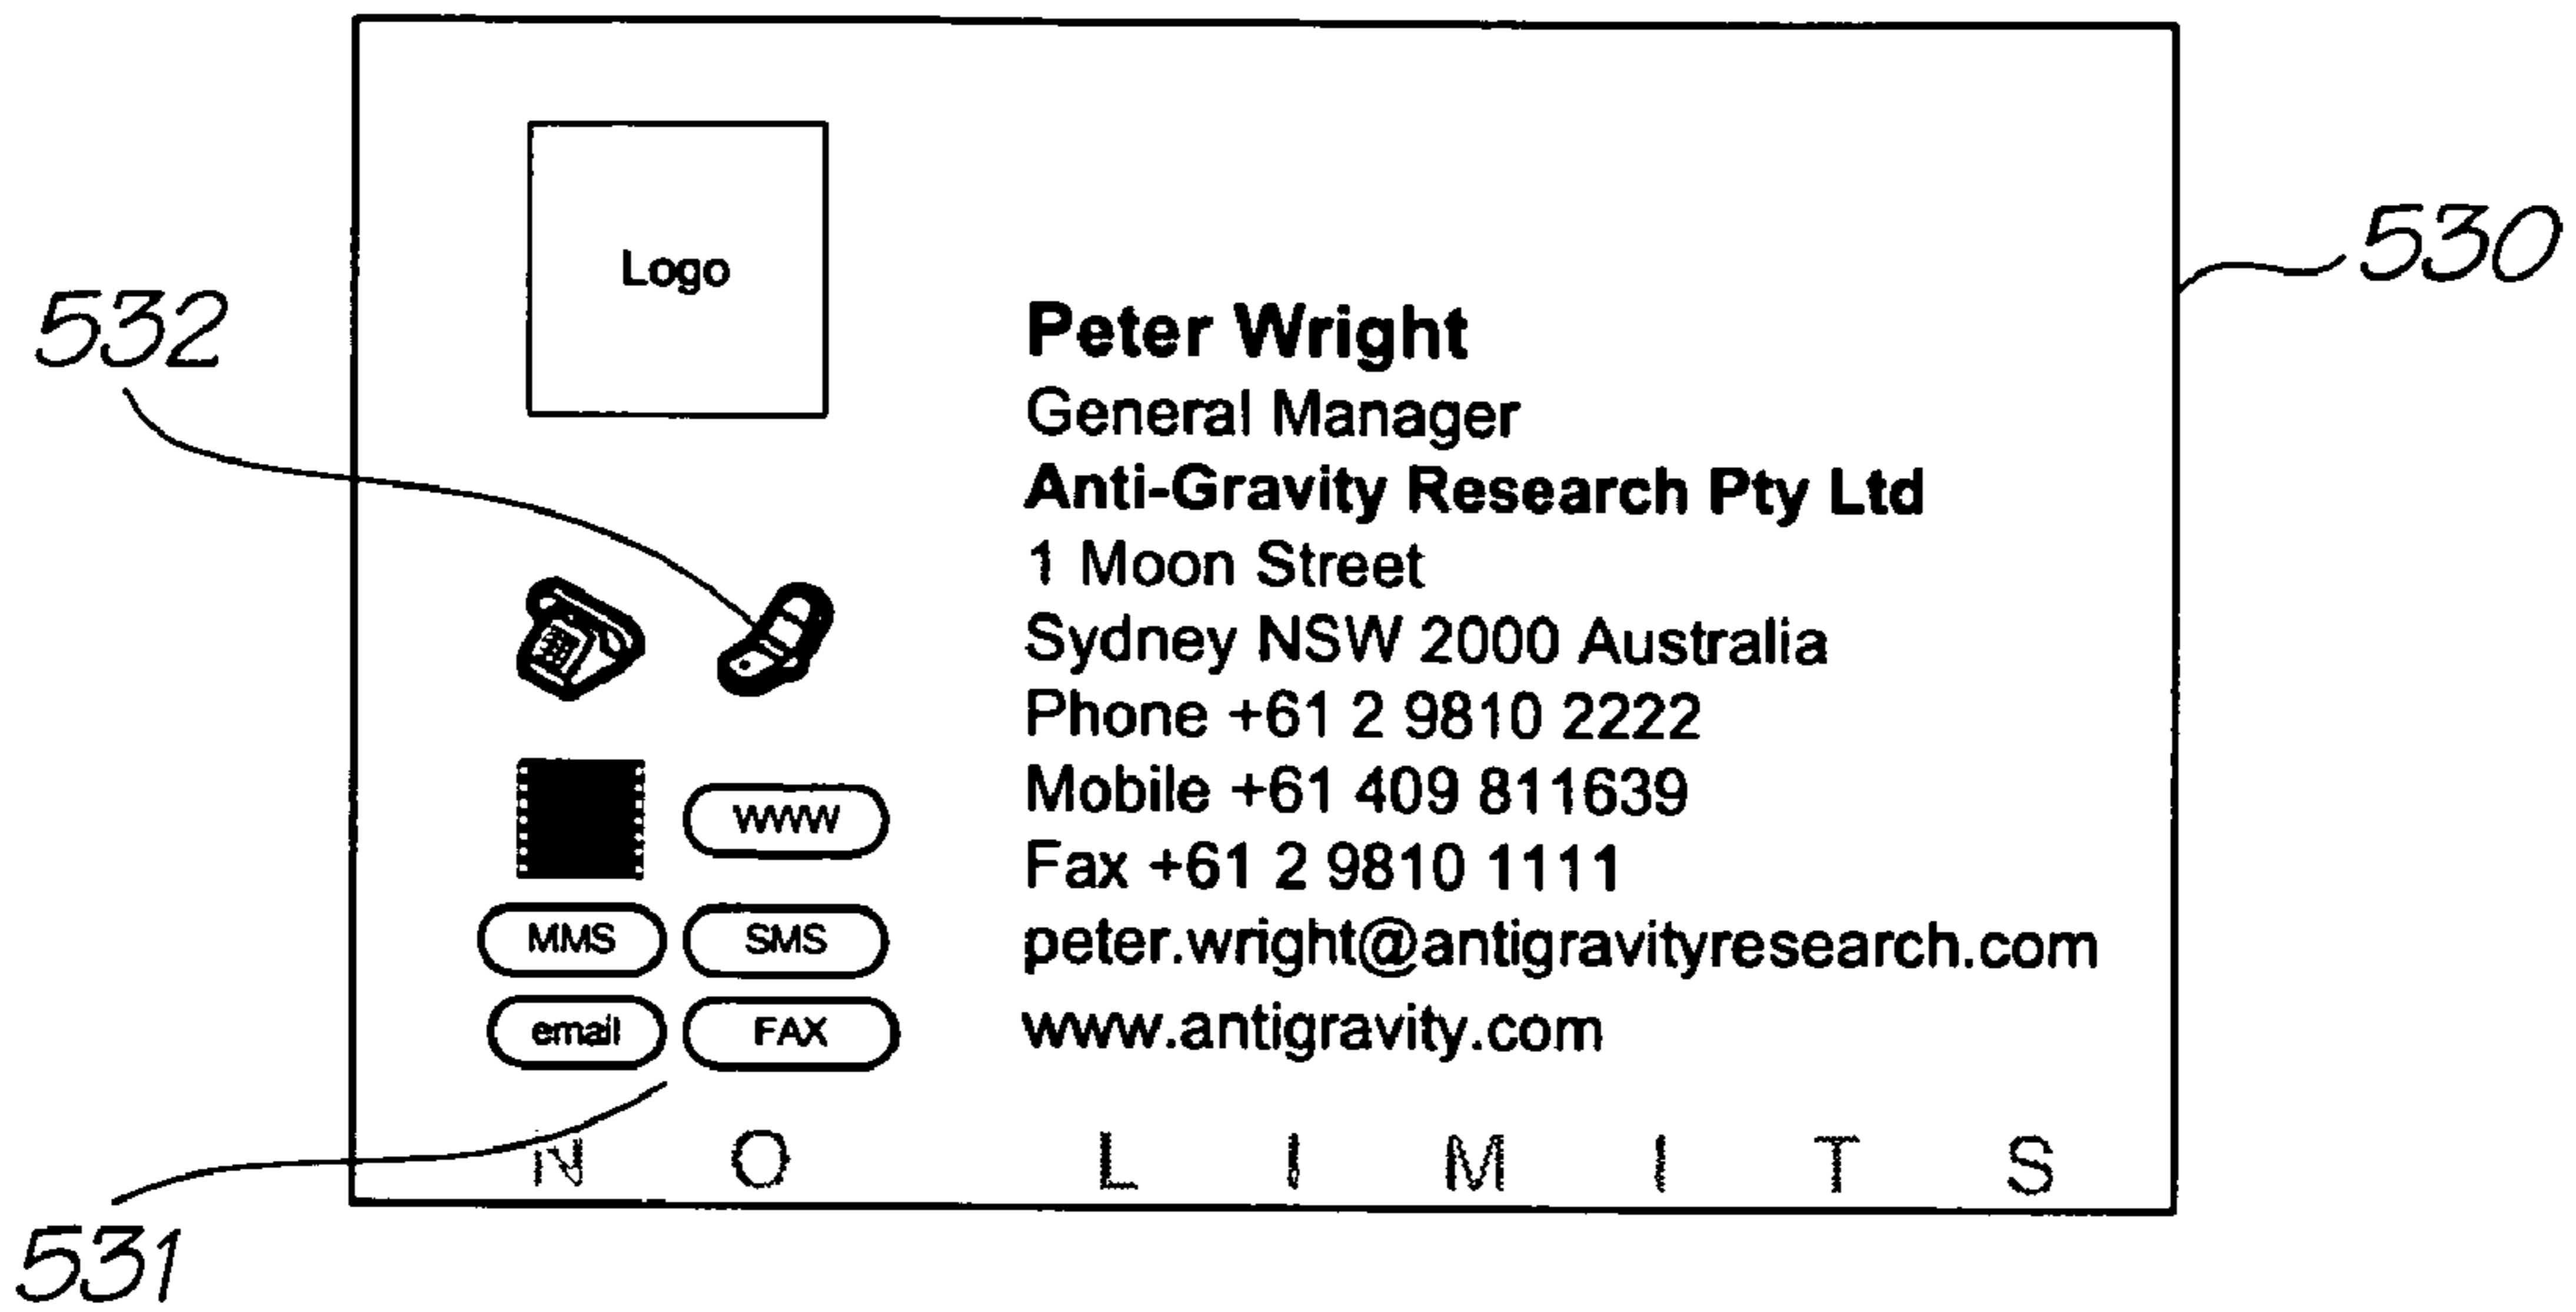 Logo
532
530
Peter Wright
General Manager
Anti-Gravity Research Pty Ltd
1 Moon Street
Sydney NSW 2000 Australia
Phone +61 2 9810 2222
Mobile +61 409 811639
Fax +61 2 9810 1111
peter.wright@antigravityresearch.com
www.antigravity.com
WWW
MMS SMS
email FAX
NO LIMITS
531